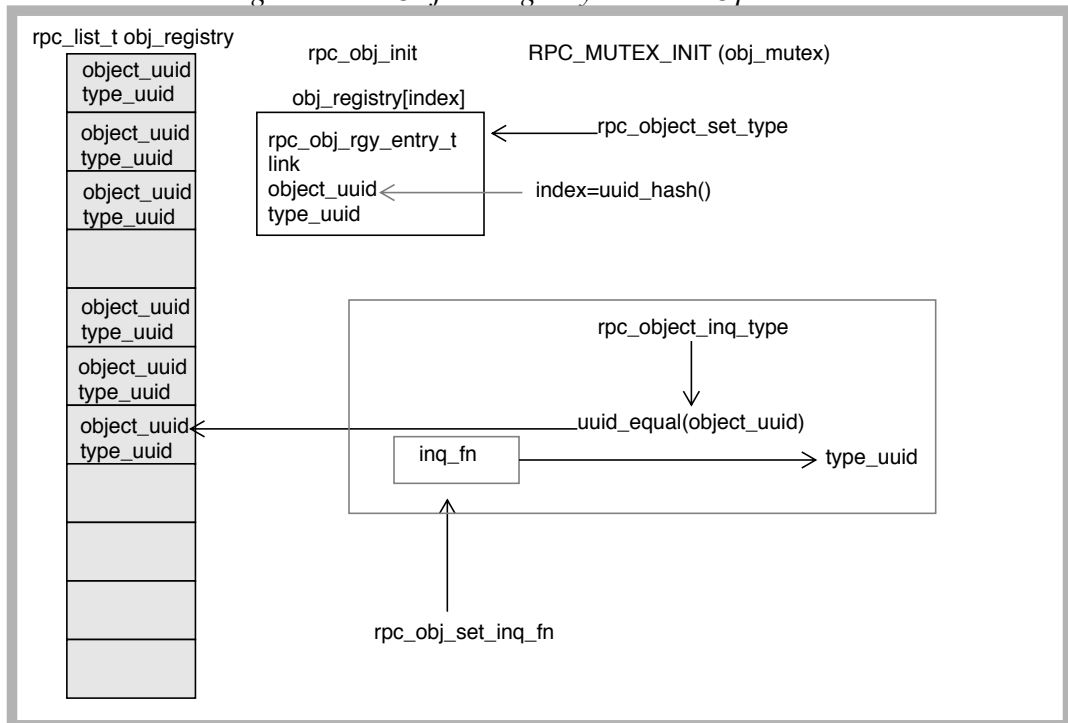 rpc_list_t obj_registry
object_uuid
type_uuid
object_uuid
type_uuid
object_uuid
type_uuid
object_uuid
type_uuid
object_uuid
type_uuid
object_uuid
type_uuid
rpc_obj_init
RPC_MUTEX_INIT (obj_mutex)
obj_registry[index]
rpc_obj_rgy_entry_t
link
object_uuid
type_uuid
rpc_object_set_type
index=uuid_hash()
rpc_object_inq_type
uuid_equal(object_uuid)
inq_fn
type_uuid
rpc_obj_set_inq_fn